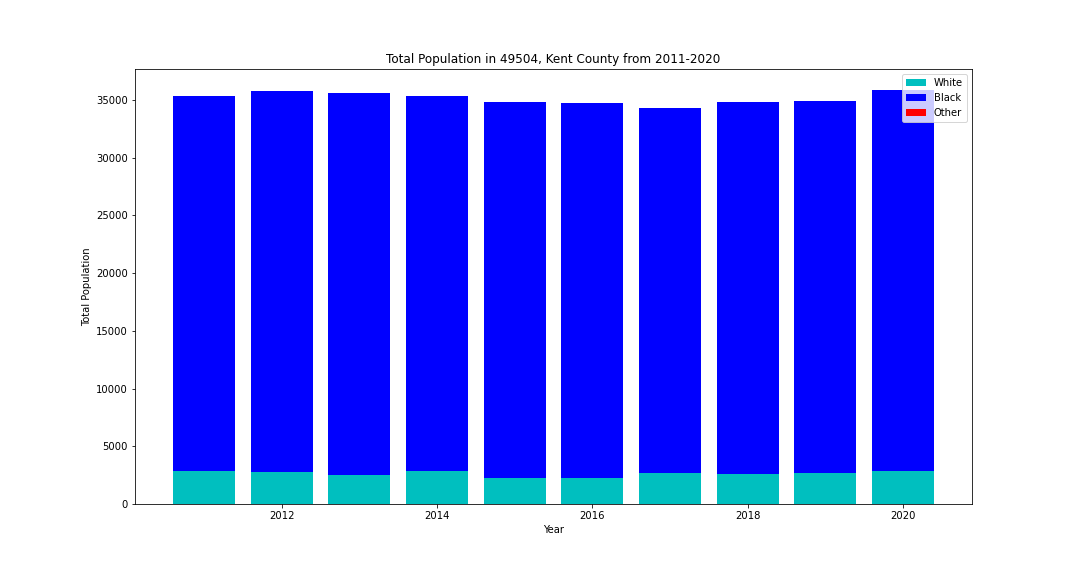 Total Population in 49504, Kent County from 2011-2020
White
Black
Other
35000
30000
25000
20000
15000
10000
5000
0
Total Population
2012
2014
2016
2018
2020
Year